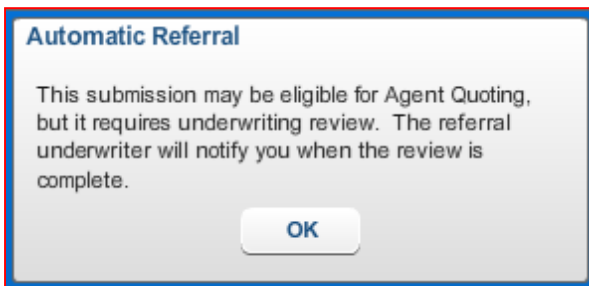 Automatic Referral
This submission may be eligible for Agent Quoting,
but it requires underwriting review.  The referral
underwriter will notify you when the review is
complete.
OK